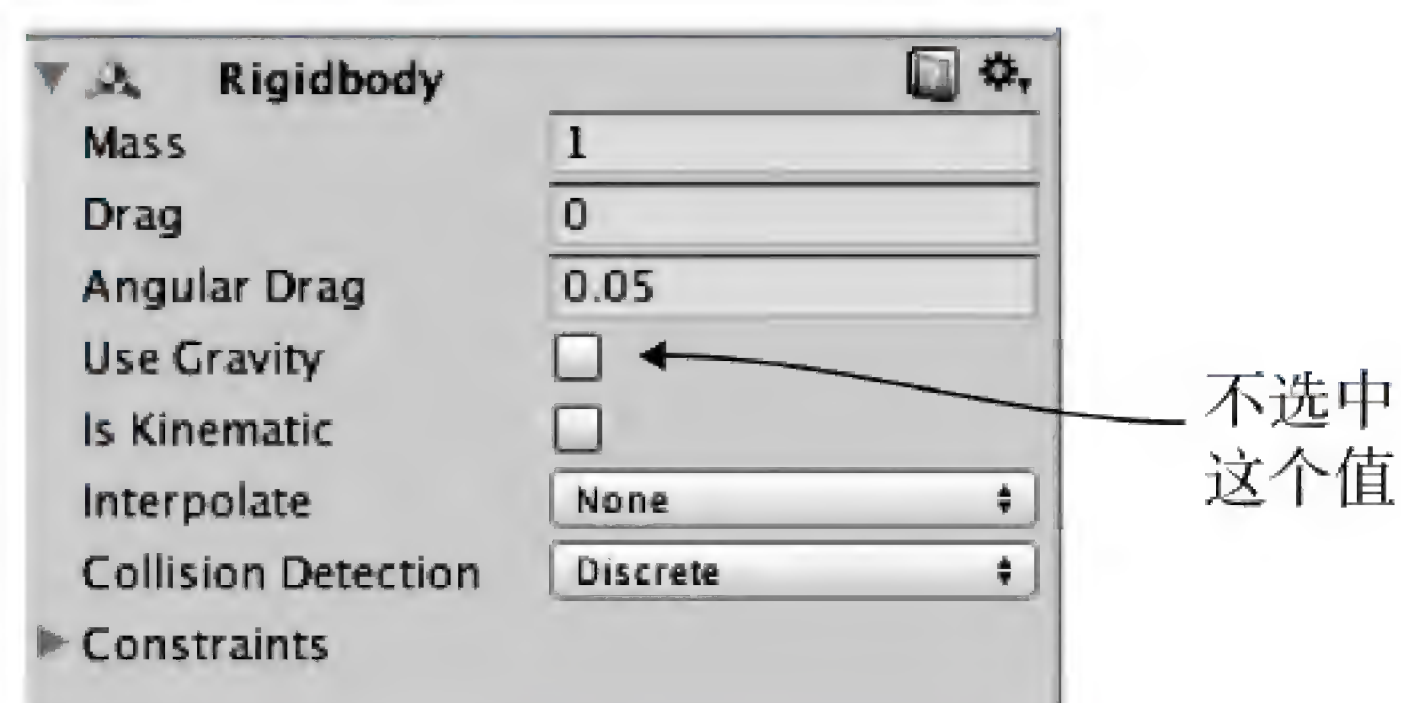 Rigidbody
Mass 1
Drag 0
Angular Drag 0.05
Use Gravity
Is Kinematic
Interpolate None
Collision Detection Discrete
Constraints
不选中
这个值